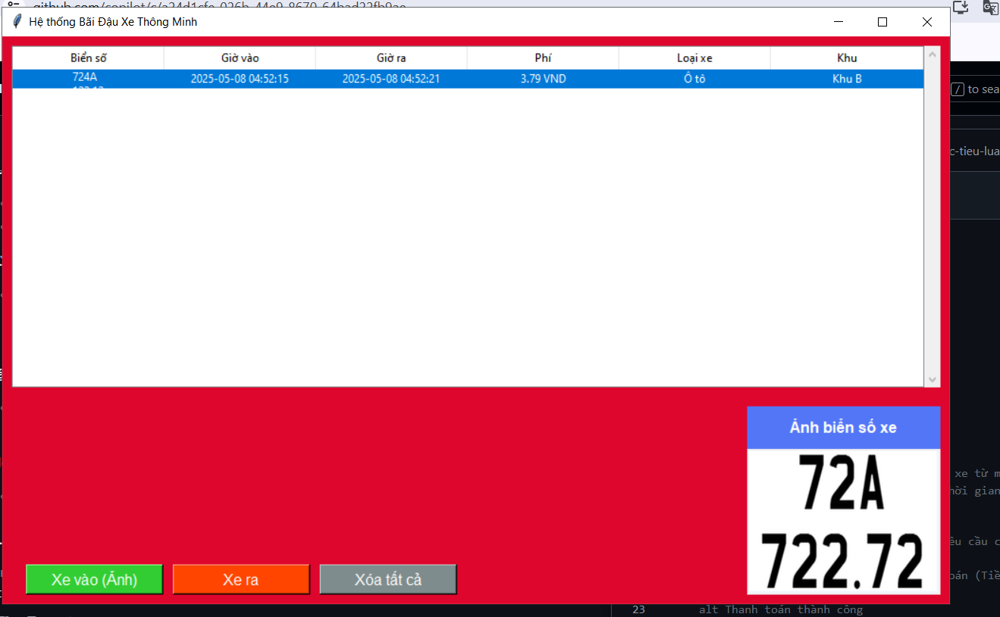 github.com/copilot/c/a24d1cfe-026b-44e9-8670-64bad22fb9ae
Hệ thống Bãi Đậu Xe Thông Minh
Biển số Giờ vào Giờ ra Phí Loại xe Khu
724A 2025-05-08 04:52:15 2025-05-08 04:52:21 3.79 VND Ô tô Khu B
/ to sea
c-tieu-lua
Ảnh biển số xe
72A
722.72
xe từ m
ời gian
êu cầu c
oán (Tiề
Xe vào (Ảnh) Xe ra Xóa tất cả
23 alt Thanh toán thành công